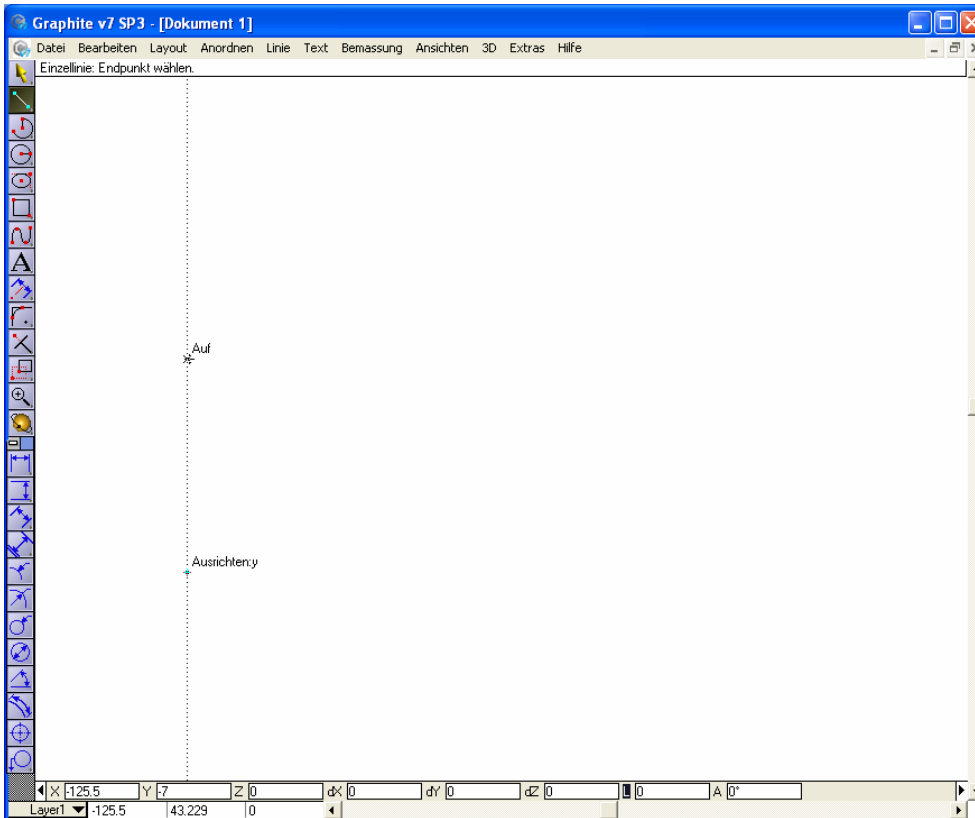 Graphite v7 SP3 - [Dokument 1]
Datei Bearbeiten Layout Anordnen Linie Text Bemassung Ansichten 3D Extras Hilfe
Einzellinie: Endpunkt wählen.
A
Auf
Ausrichten:y
X -125.5 Y -7 Z 0 dX 0 dY 0 dZ 0 L 0 A 0°
Layer1 -125.5 43.229 0